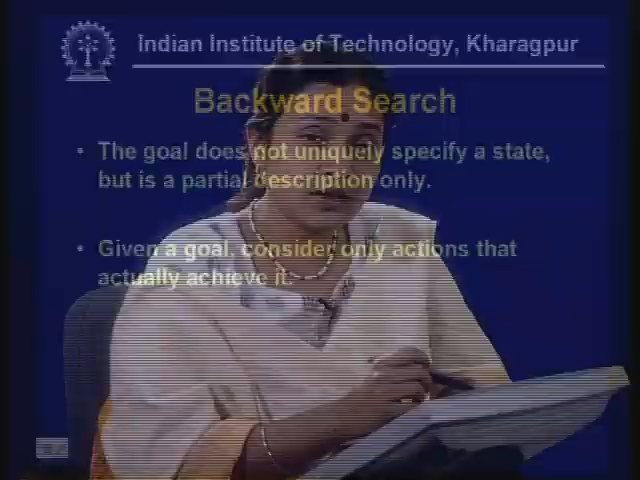 Indian Institute of Technology, Kharagpur
Backward Search
• The goal does not uniquely specify a state,
but is a partial description only.
• Given a goal, consider only actions that
actually achieve it.